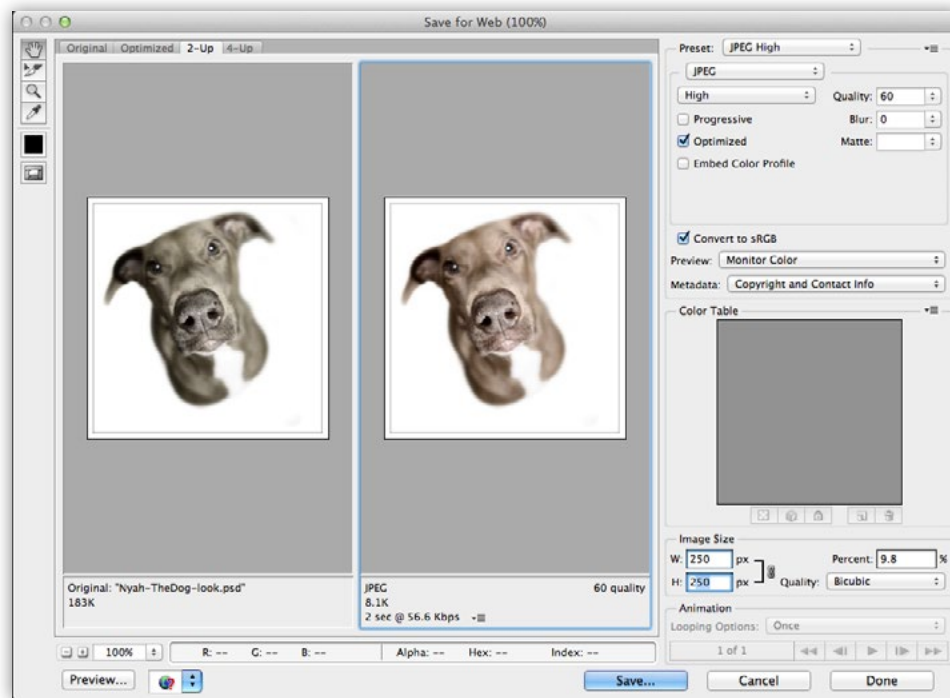 Save for Web (100%)
Original Optimized 2-Up 4-Up
Preset: JPEG High
JPEG
High Quality: 60
Progressive Blur: 0
Optimized Matte:
Embed Color Profile
Convert to sRGB
Preview: Monitor Color
Metadata: Copyright and Contact Info
Color Table
Image Size
W: 250 px Percent: 9.8 %
H: 250 px Quality: Bicubic
Original: "Nyah-TheDog-look.psd"
183K
JPEG 60 quality
8.1K
2 sec @ 56.6 Kbps
Animation
Looping Options: Once
1 of 1
100% R: -- G: -- B: -- Alpha: -- Hex: -- Index: --
Preview... Save... Cancel Done